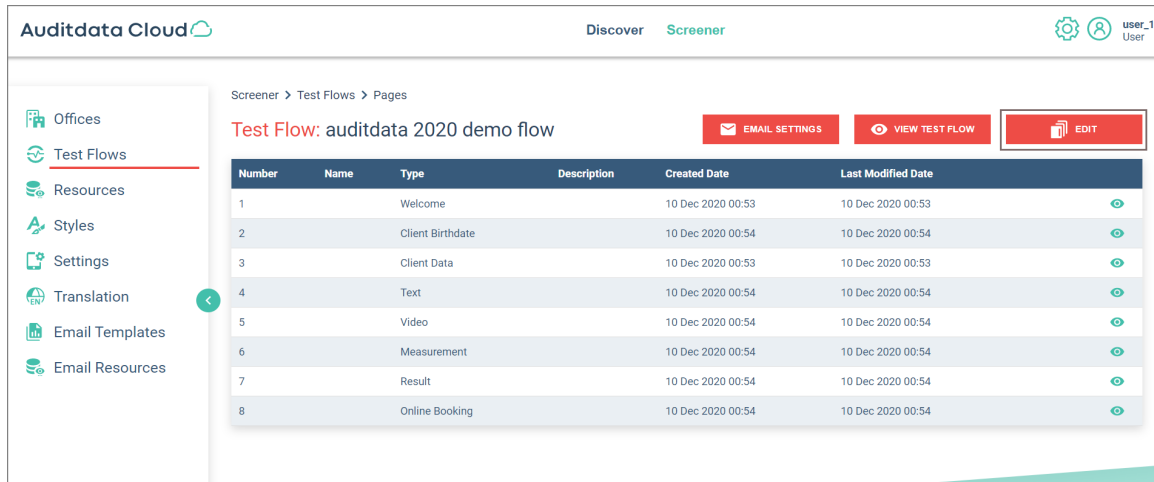 Auditdata Cloud
Discover Screener
user_1
User
Screener > Test Flows > Pages
Test Flow: auditdata 2020 demo flow
EMAIL SETTINGS
VIEW TEST FLOW
EDIT
Offices
Test Flows
Resources
Styles
Settings
EN
Translation
Email Templates
Email Resources
Number Name Type Description Created Date Last Modified Date
1 Welcome 10 Dec 2020 00:53 10 Dec 2020 00:53
2 Client Birthdate 10 Dec 2020 00:54 10 Dec 2020 00:54
3 Client Data 10 Dec 2020 00:53 10 Dec 2020 00:53
4 Text 10 Dec 2020 00:54 10 Dec 2020 00:54
5 Video 10 Dec 2020 00:54 10 Dec 2020 00:54
6 Measurement 10 Dec 2020 00:54 10 Dec 2020 00:54
7 Result 10 Dec 2020 00:54 10 Dec 2020 00:54
8 Online Booking 10 Dec 2020 00:54 10 Dec 2020 00:54